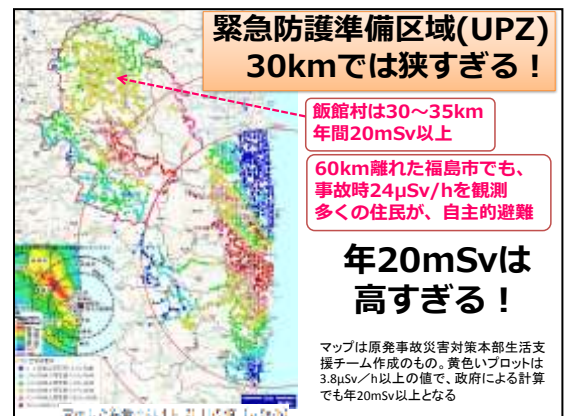 緊急防護準備区域(UPZ)
30kmでは狭すぎる！
飯館村は30～35km
年間20mSv以上
60km離れた福島市でも、
事故時24μSv/hを観測
多くの住民が、自主的避難
年20mSvは
高すぎる！
マップは原発事故災害対策本部生活支
援チーム作成のもの。黄色いプロットは
3.8μSv／h以上の値で、政府による計算
でも年20mSv以上となる